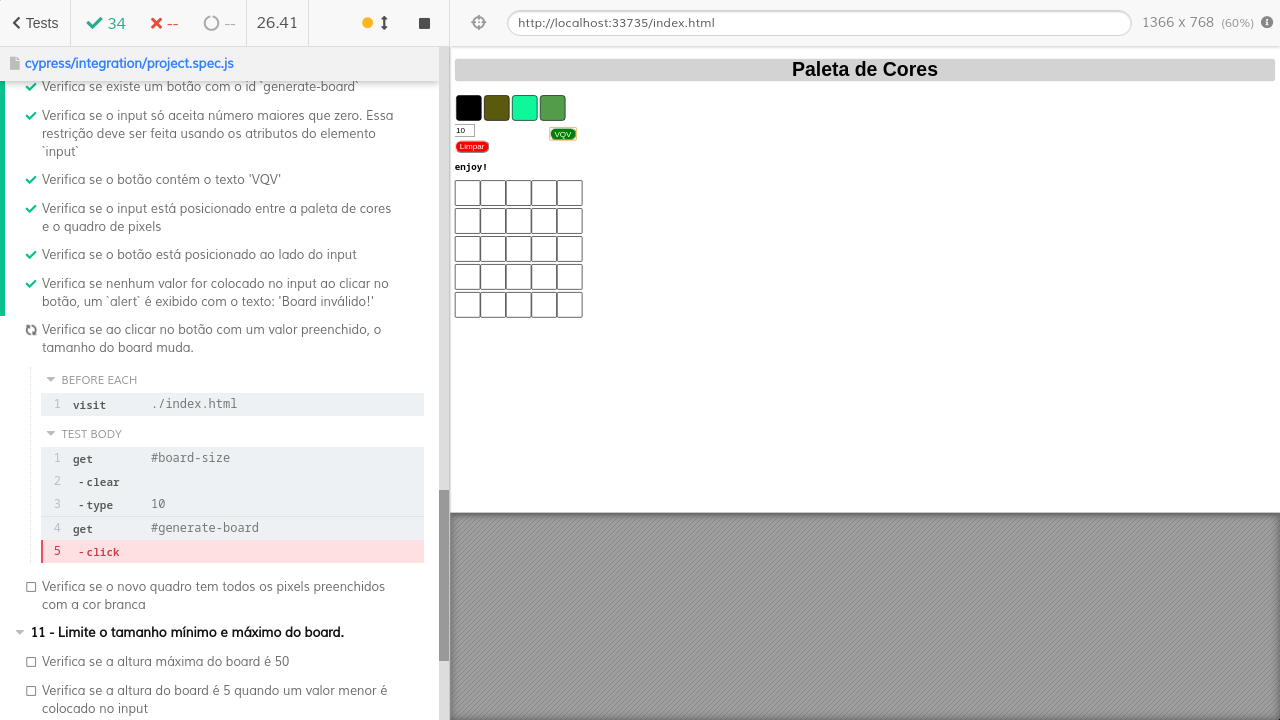 Tests
34
--
--
26.41
http://localhost:33735/index.html
1366 x 768 (60%)
cypress/integration/project.spec.js
Verifica se existe um botão com o id `generate-board`
Verifica se o input só aceita número maiores que zero. Essa
restrição deve ser feita usando os atributos do elemento
`input`
Verifica se o botão contém o texto 'VQV'
Verifica se o input está posicionado entre a paleta de cores
e o quadro de pixels
Verifica se o botão está posicionado ao lado do input
Verifica se nenhum valor for colocado no input ao clicar no
botão, um `alert` é exibido com o texto: 'Board inválido!'
Verifica se ao clicar no botão com um valor preenchido, o
tamanho do board muda.
BEFORE EACH
1 visit ./index.html
TEST BODY
1 get #board-size
2 -clear
3 -type 10
4 get #generate-board
5 -click
Verifica se o novo quadro tem todos os pixels preenchidos
com a cor branca
11 - Limite o tamanho mínimo e máximo do board.
Verifica se a altura máxima do board é 50
Verifica se a altura do board é 5 quando um valor menor é
colocado no input
Paleta de Cores
10
VQV
Limpar
enjoy!